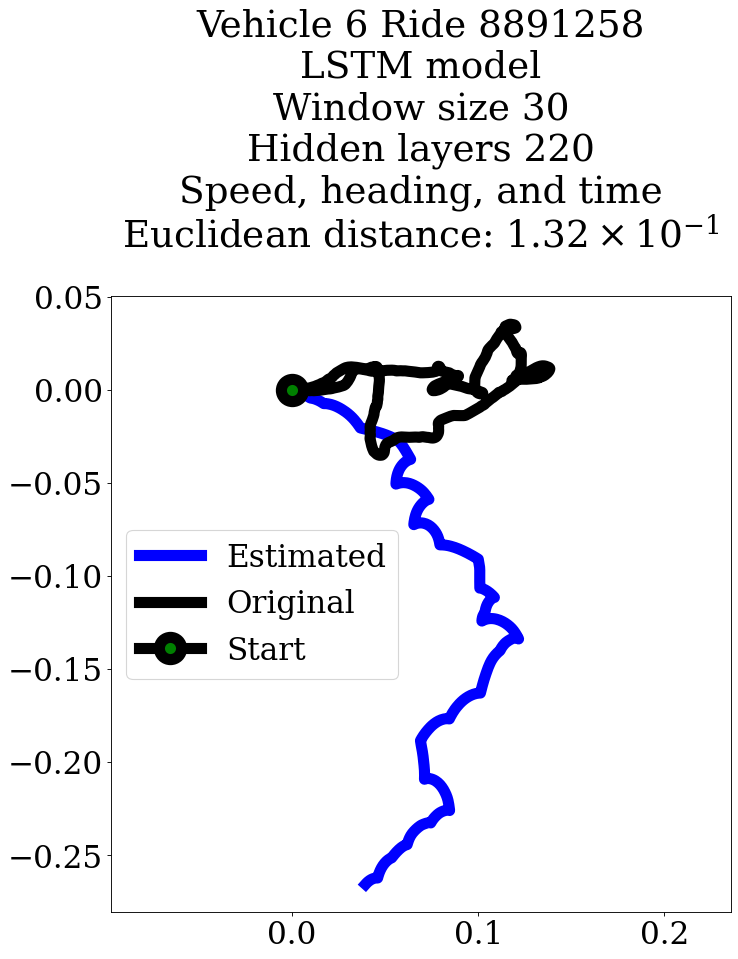 Vehicle 6 Ride 8891258
LSTM model
Window size 30
Hidden layers 220
Speed, heading, and time
Euclidean distance: 1.32 × 10⁻¹
0.05
0.00
−0.05
−0.10
−0.15
−0.20
−0.25
Estimated
Original
Start
0.0
0.1
0.2